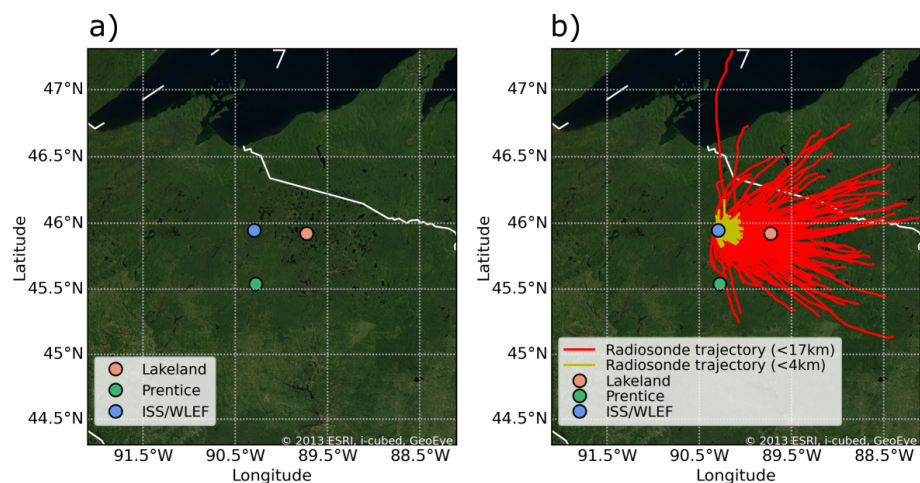 a)
47°N
46.5°N
46°N
45.5°N
45°N
44.5°N
Latitude
Lakeland
Prentice
ISS/WLEF
© 2013 ESRI, i-cubed, GeoEye
91.5°W 90.5°W 89.5°W 88.5°W
Longitude
b)
47°N
46.5°N
46°N
45.5°N
45°N
44.5°N
Latitude
Radiosonde trajectory (<17km)
Radiosonde trajectory (<4km)
Lakeland
Prentice
ISS/WLEF
© 2013 ESRI, i-cubed, GeoEye
91.5°W 90.5°W 89.5°W 88.5°W
Longitude